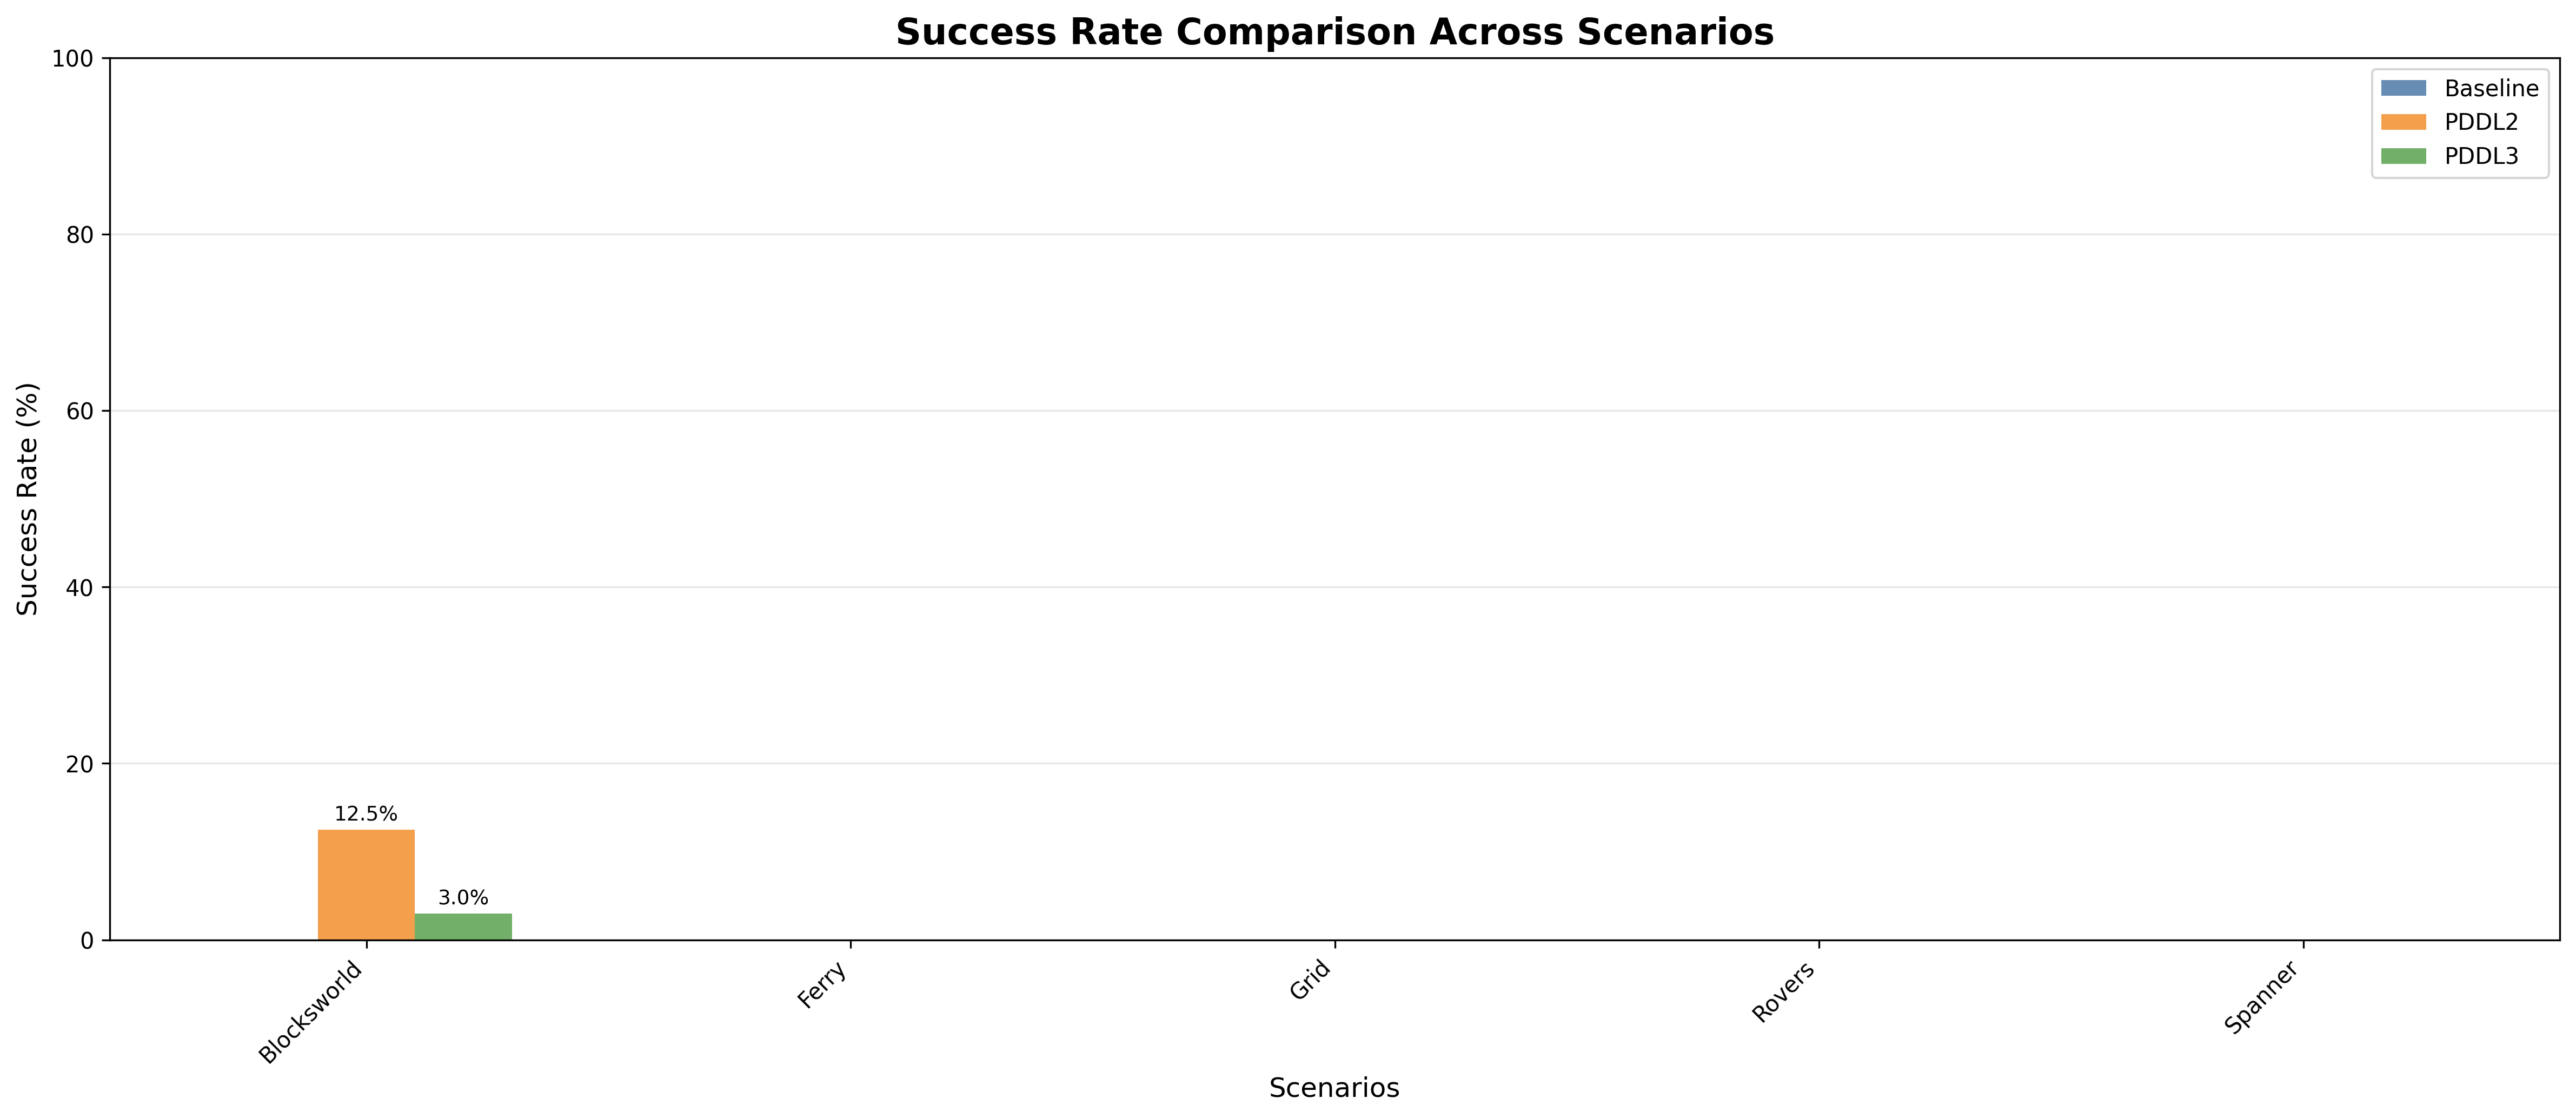 Success Rate Comparison Across Scenarios
Success Rate (%)
100
80
60
40
20
0
Baseline
PDDL2
PDDL3
12.5%
3.0%
Blocksworld
Ferry
Grid
Rovers
Spanner
Scenarios